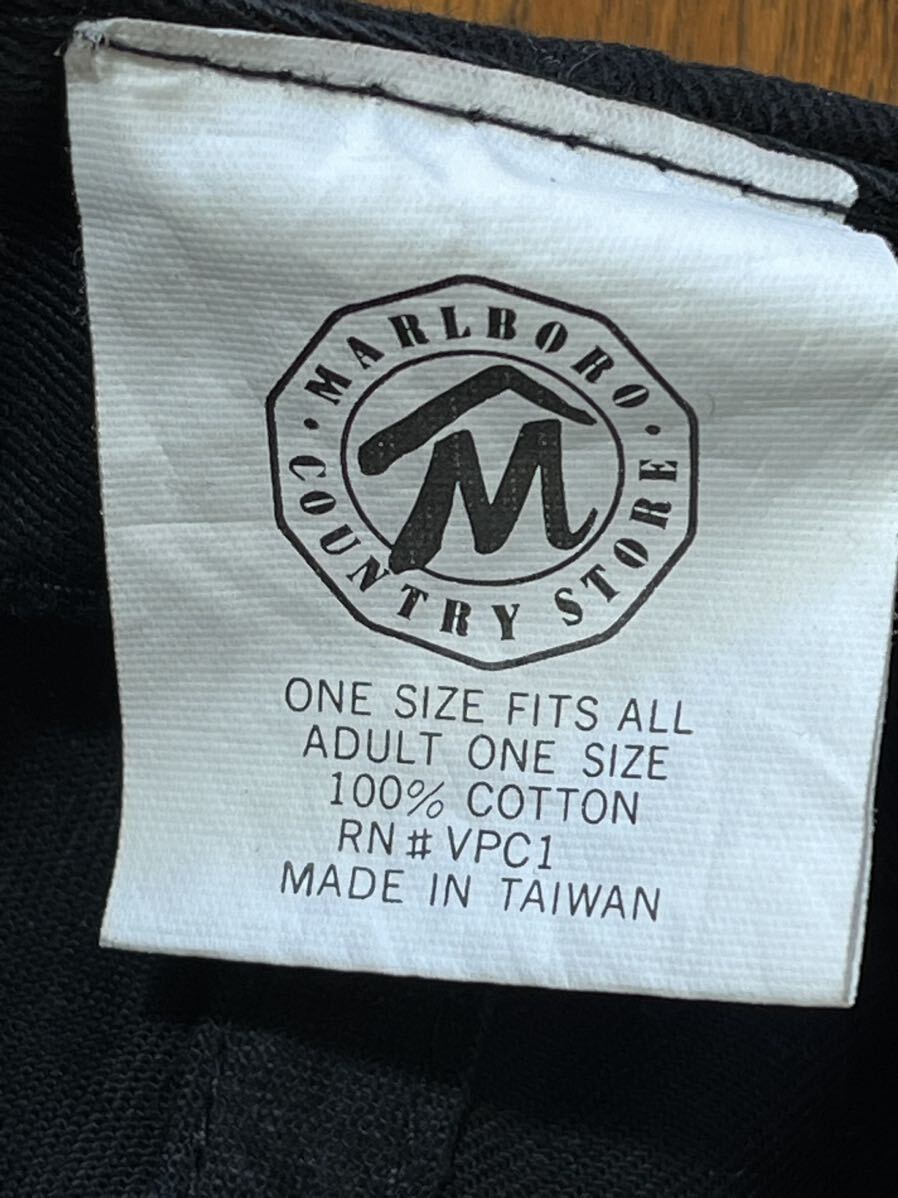 MARLBORO
· COUNTRY STORE ·
M
ONE SIZE FITS ALL
ADULT ONE SIZE
100% COTTON
RN # VPC1
MADE IN TAIWAN